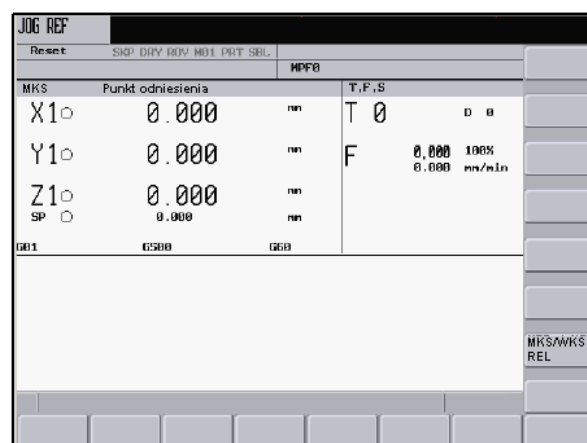 JOG REF
Reset SKP DRY ROV M01 PRT SBL
MPF0
MKS Punkt odniesienia T,F,S
X1 0.000 mm T 0 D 0
Y1 0.000 mm F 0,000 100%
0.000 mm/min
Z1 0.000 mm
SP 0.000 mm
G01 G500 G60
MKS/WKS
REL